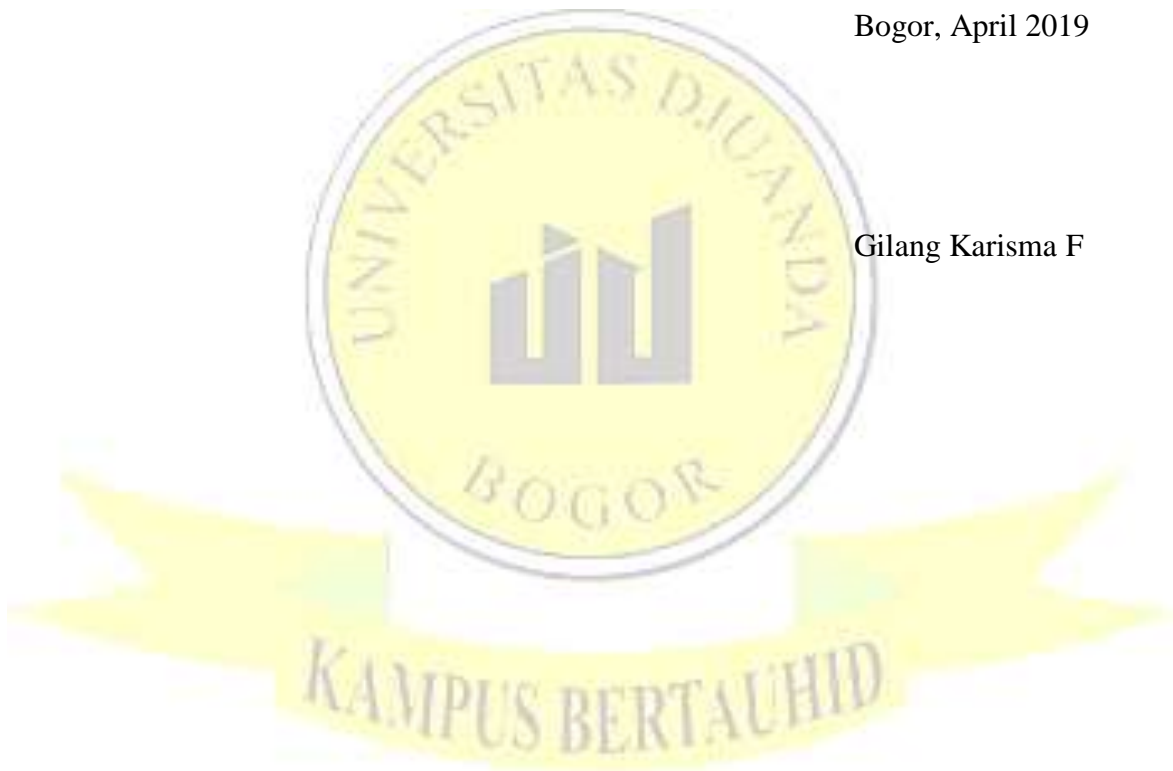 Bogor, April 2019
UNIVERSITAS DJUANDA
Gilang Karisma F
BOGOR
KAMPUS BERTAUHID